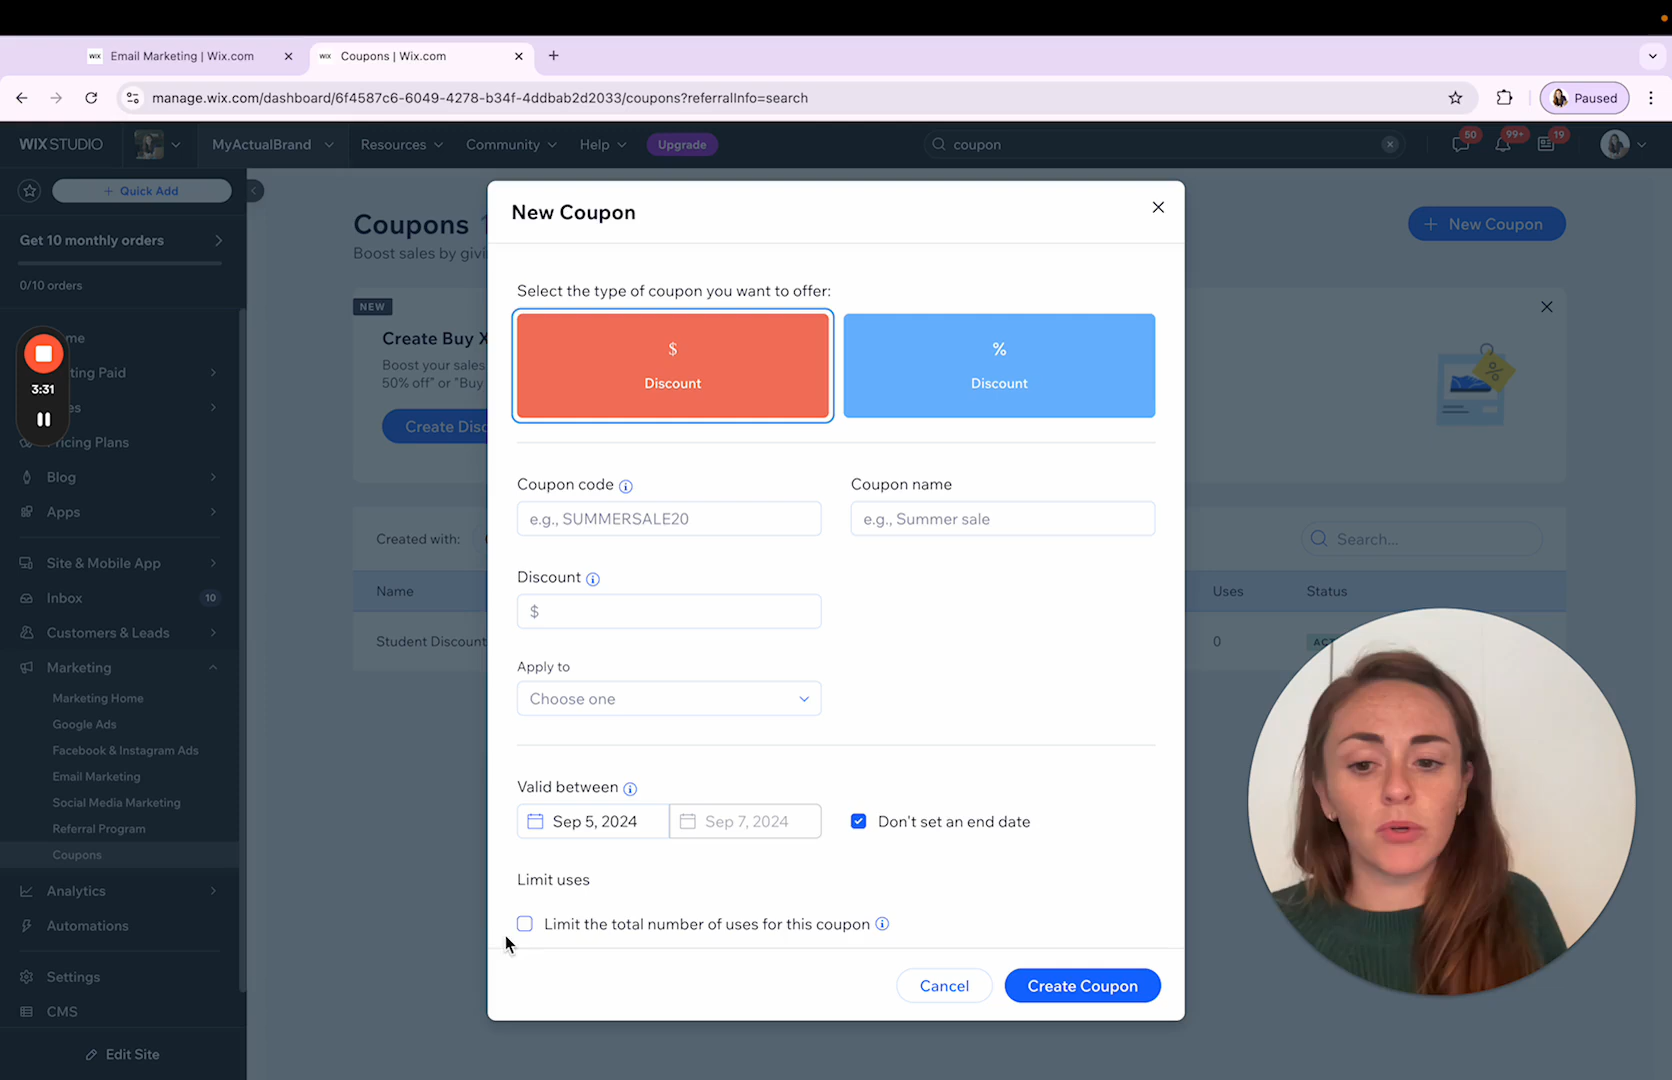 Email Marketing | Wix.com
Coupons | Wix.com
manage.wix.com/dashboard/6f4587c6-6049-4278-b34f-4ddbab2d2033/coupons?referralInfo=search
Paused
WIX STUDIO
MyActualBrand
Resources
Community
Help
Upgrade
coupon
50
99+
19
+ Quick Add
Get 10 monthly orders
0/10 orders
3:31
Pricing Plans
Blog
Apps
Site & Mobile App
Inbox
10
Customers & Leads
Marketing
Marketing Home
Google Ads
Facebook & Instagram Ads
Email Marketing
Social Media Marketing
Referral Program
Coupons
Analytics
Automations
Settings
CMS
Edit Site
Coupons
Boost sales by
+ New Coupon
NEW
Create Buy X
Boost your sales
50% off" or "Buy
Create
Created with:
Search...
Name
Uses
Status
Student Discount
0
New Coupon
Select the type of coupon you want to offer:
$
Discount
%
Discount
Coupon code
Coupon name
e.g., SUMMERSALE20
e.g., Summer sale
Discount
$
Apply to
Choose one
Valid between
Sep 5, 2024
Sep 7, 2024
Don't set an end date
Limit uses
Limit the total number of uses for this coupon
Cancel
Create Coupon